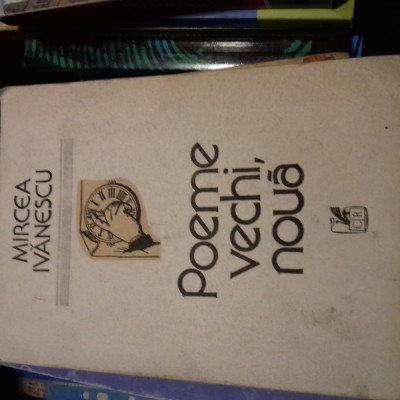 MIRCEA
IVĂNESCU
Poeme
vechi,
nouă
CR